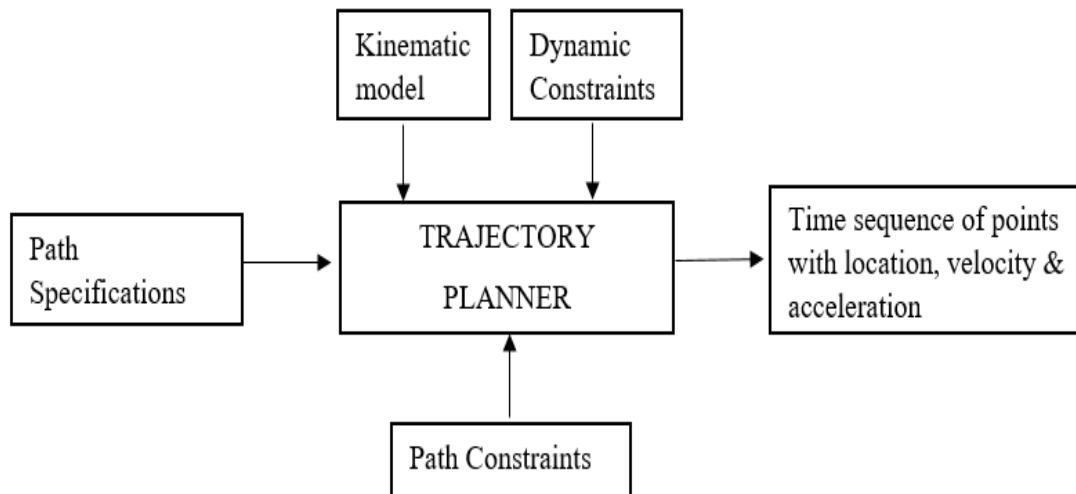 Kinematic
model
Dynamic
Constraints
Path
Specifications
TRAJECTORY
PLANNER
Time sequence of points
with location, velocity &
acceleration
Path Constraints